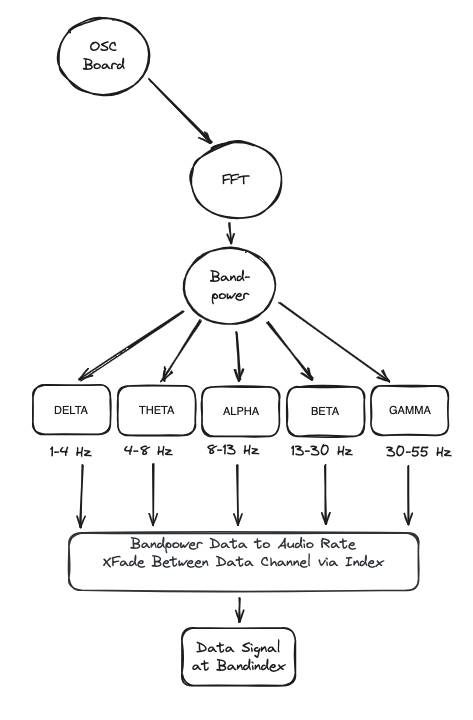 OSC
Board
FFT
Band-
power
DELTA
THETA
ALPHA
BETA
GAMMA
1-4 Hz
4-8 Hz
8-13 Hz
13-30 Hz
30-55 Hz
Bandpower Data to Audio Rate
XFade Between Data Channel via Index
Data Signal
at Bandindex